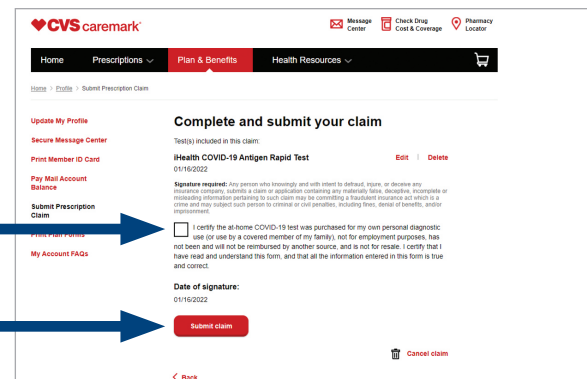 CVS caremark®
Message Center
Check Drug Cost & Coverage
Pharmacy Locator
Home Prescriptions Plan & Benefits Health Resources
Home > Profile > Submit Prescription Claim
Update My Profile
Secure Message Center
Print Member ID Card
Pay Mail Account
Balance
Submit Prescription
Claim
Print Plan Forms
My Account FAQs
Complete and submit your claim
Test(s) included in this claim:
iHealth COVID-19 Antigen Rapid Test Edit | Delete
01/16/2022
Signature required: Any person who knowingly and with intent to defraud, injure, or deceive any
insurance company, submits a claim or application containing any materially false, deceptive, incomplete or
misleading information pertaining to such claim may be committing a fraudulent insurance act which is a
crime and may subject such person to criminal or civil penalties, including fines, denial of benefits, and/or
imprisonment.
I certify the at-home COVID-19 test was purchased for my own personal diagnostic
use (or use by a covered member of my family), not for employment purposes, has
not been and will not be reimbursed by another source, and is not for resale. I certify that I
have read and understand this form, and that all the information entered in this form is true
and correct.
Date of signature:
01/16/2022
Submit claim
Cancel claim
< Back